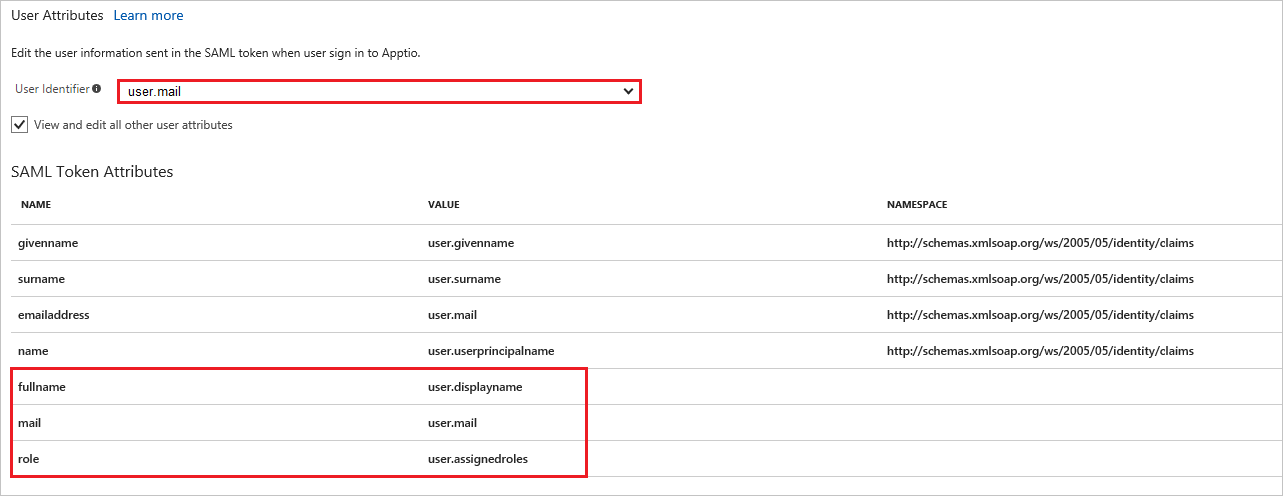 User Attributes Learn more
Edit the user information sent in the SAML token when user sign in to Apptio.
User Identifier user.mail
View and edit all other user attributes
SAML Token Attributes
NAME VALUE NAMESPACE
givenname user.givenname http://schemas.xmlsoap.org/ws/2005/05/identity/claims
surname user.surname http://schemas.xmlsoap.org/ws/2005/05/identity/claims
emailaddress user.mail http://schemas.xmlsoap.org/ws/2005/05/identity/claims
name user.userprincipalname http://schemas.xmlsoap.org/ws/2005/05/identity/claims
fullname user.displayname
mail user.mail
role user.assignedroles